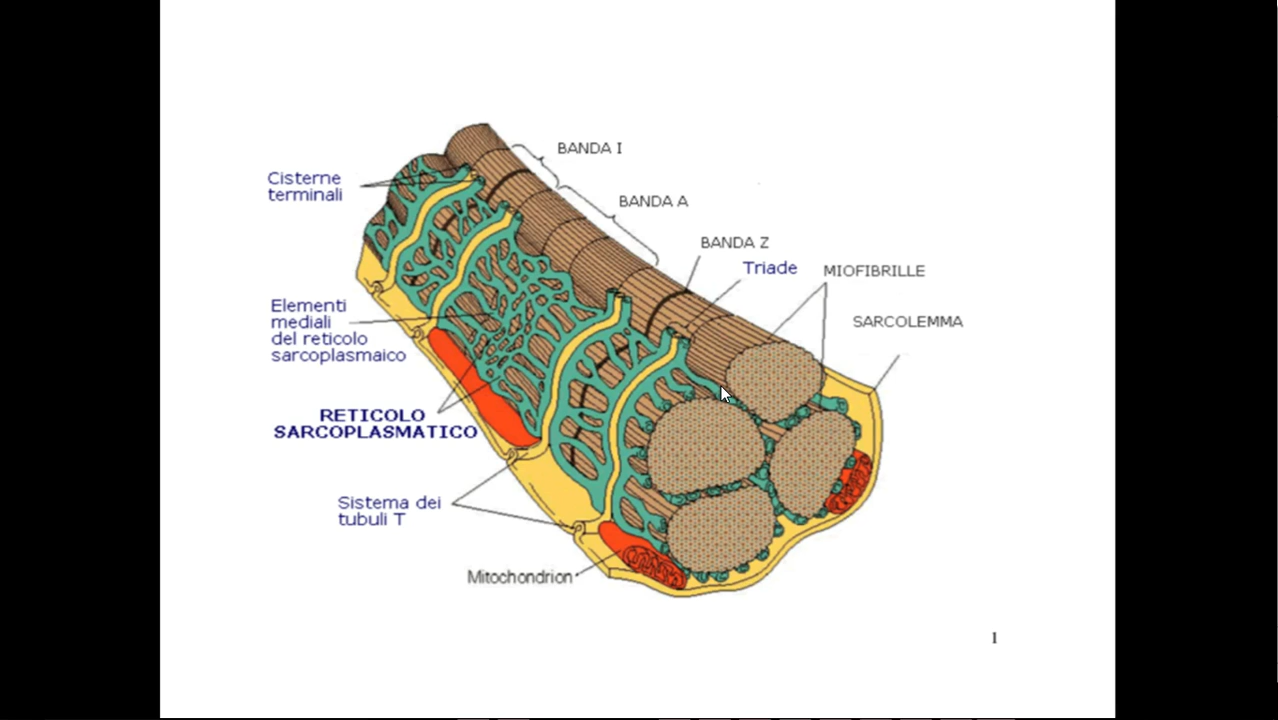 BANDA I
Cisterne
terminali
BANDA A
BANDA Z
Triade
MIOFIBRILLE
Elementi
mediali
del reticolo
sarcoplasmaico
SARCOLEMMA
RETICOLO
SARCOPLASMATICO
Sistema dei
tubuli T
Mitochondrion
1